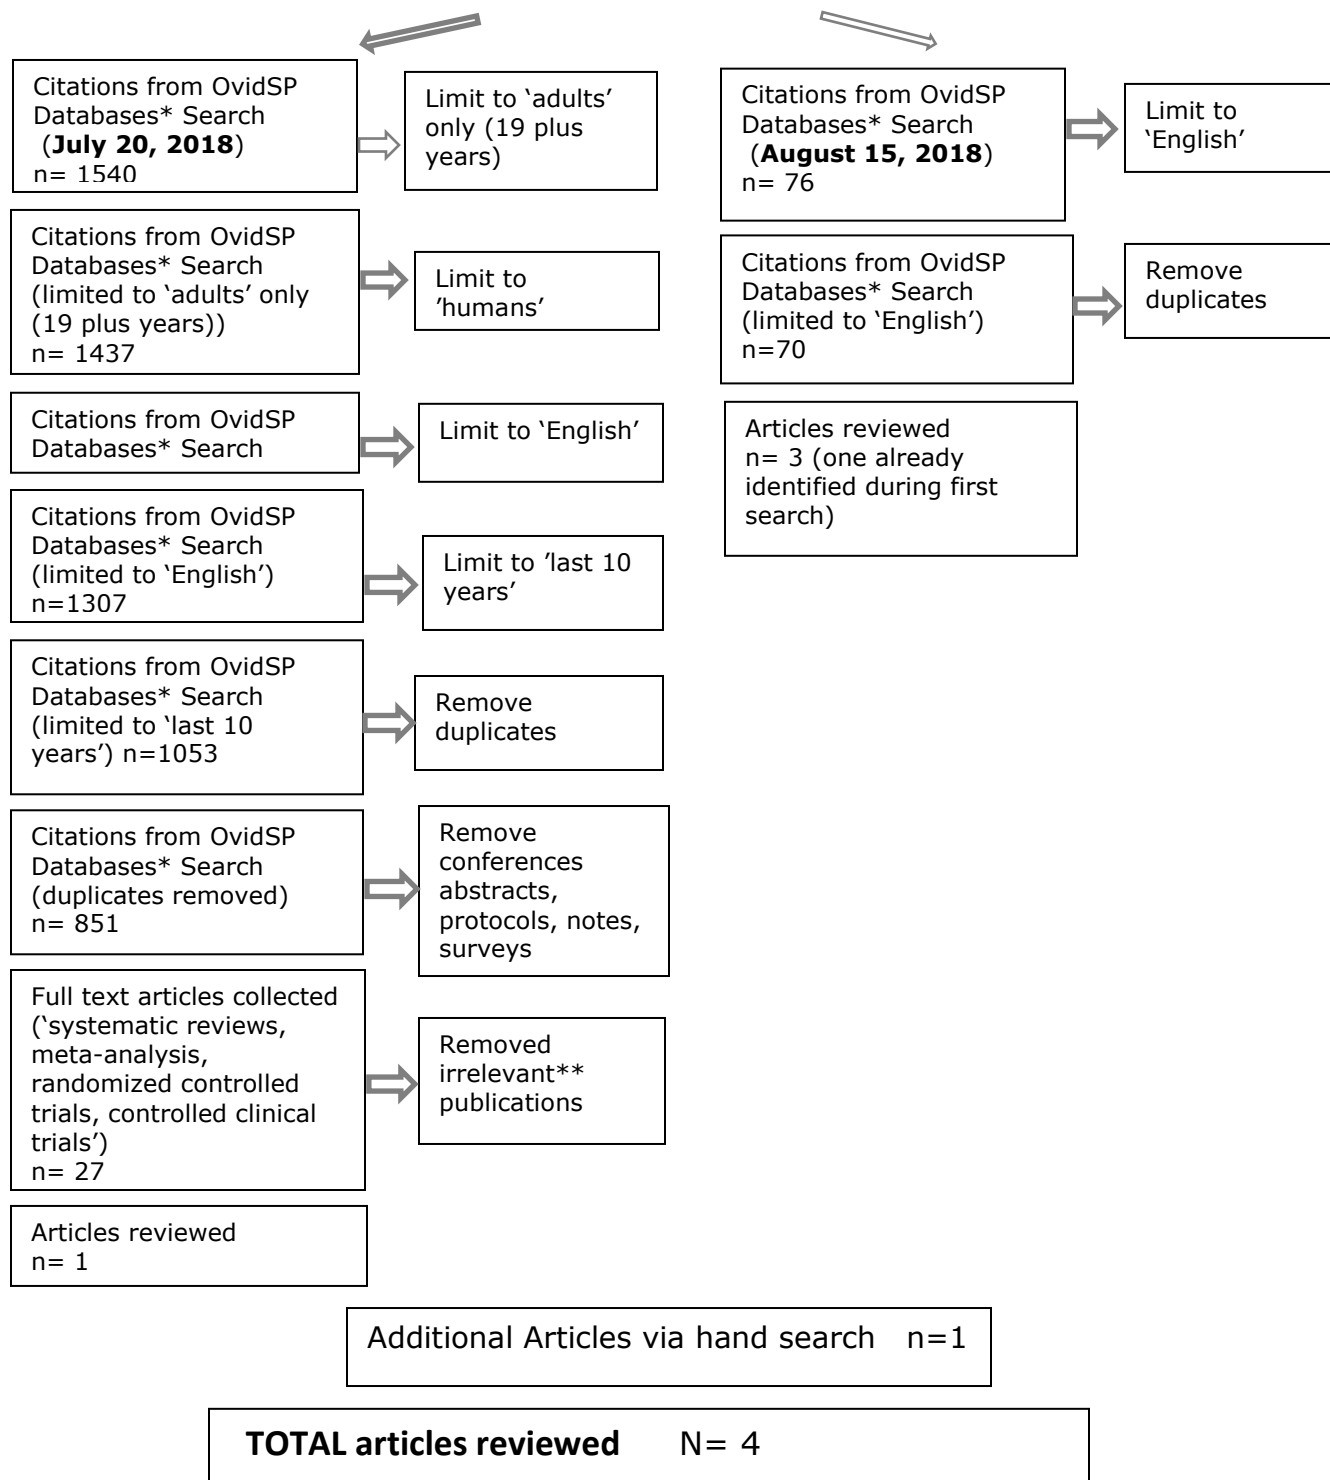 Citations from OvidSP
Databases* Search
(July 20, 2018)
n= 1540
Limit to ‘adults’
only (19 plus
years)
Citations from OvidSP
Databases* Search
(limited to ‘adults’ only
(19 plus years))
n= 1437
Limit to
’humans’
Citations from OvidSP
Databases* Search
Limit to ‘English’
Citations from OvidSP
Databases* Search
(limited to ‘English’)
n=1307
Limit to ’last 10
years’
Citations from OvidSP
Databases* Search
(limited to ‘last 10
years’) n=1053
Remove
duplicates
Citations from OvidSP
Databases* Search
(duplicates removed)
n= 851
Remove
conferences
abstracts,
protocols, notes,
surveys
Full text articles collected
(‘systematic reviews,
meta-analysis,
randomized controlled
trials, controlled clinical
trials’)
n= 27
Removed
irrelevant**
publications
Articles reviewed
n= 1
Citations from OvidSP
Databases* Search
(August 15, 2018)
n= 76
Limit to
‘English’
Citations from OvidSP
Databases* Search
(limited to ‘English’)
n=70
Remove
duplicates
Articles reviewed
n= 3 (one already
identified during first
search)
Additional Articles via hand search n=1
TOTAL articles reviewed N= 4